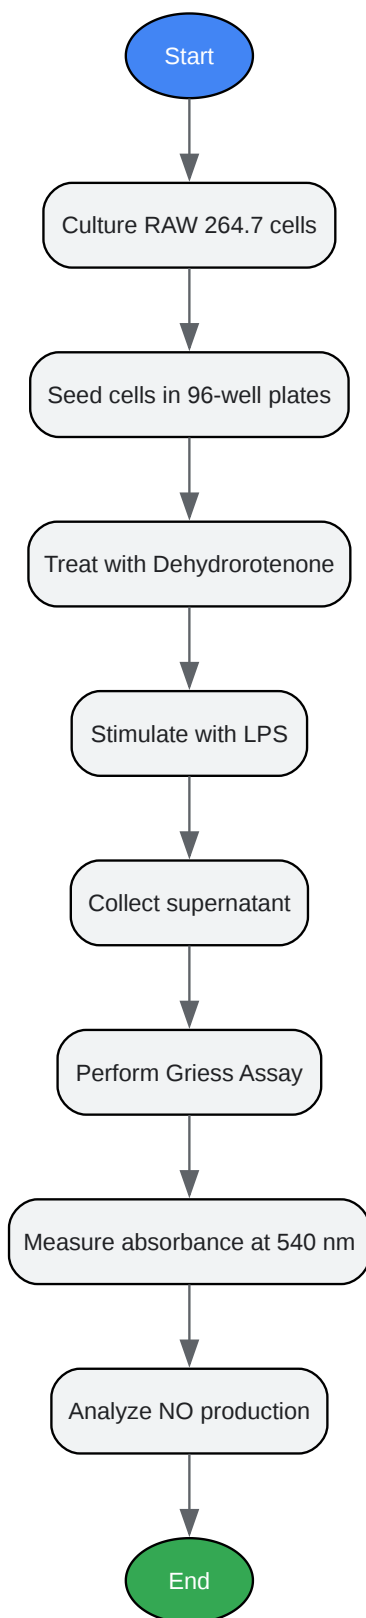 Start
Culture RAW 264.7 cells
Seed cells in 96-well plates
Treat with Dehydrorotenone
Stimulate with LPS
Collect supernatant
Perform Griess Assay
Measure absorbance at 540 nm
Analyze NO production
End